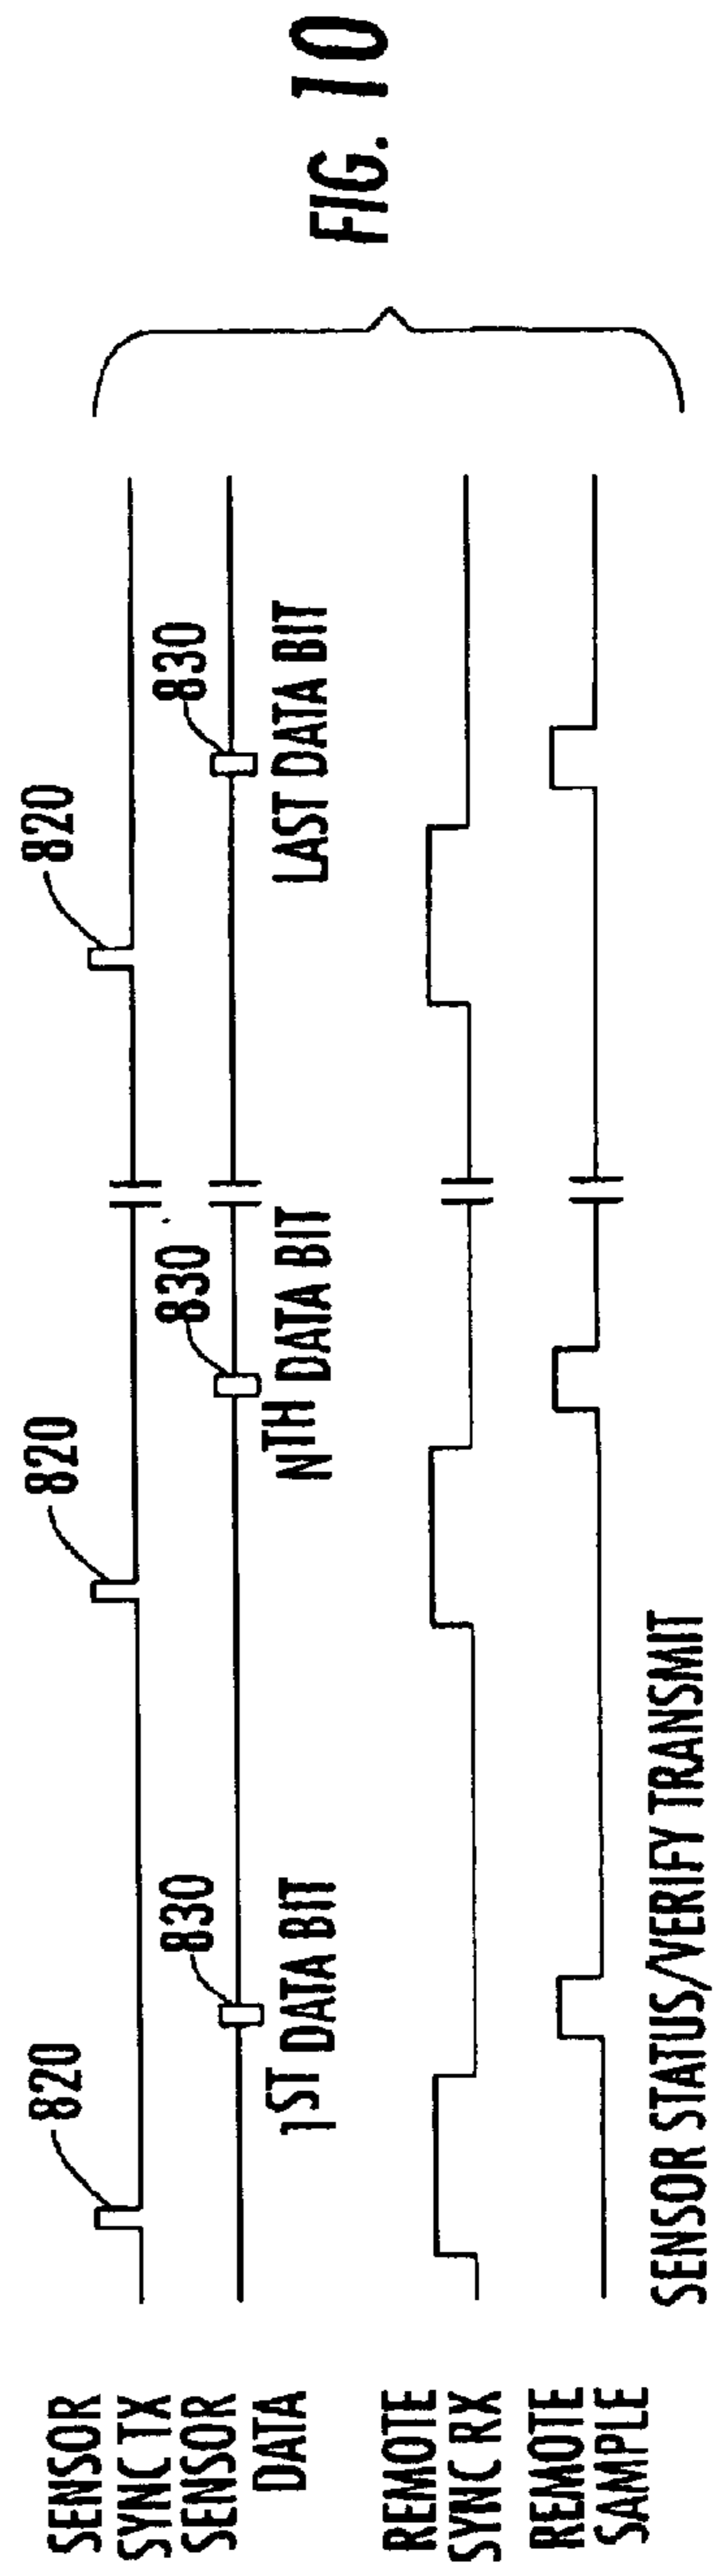 SENSOR
SYNC TX
820
820
820
SENSOR
DATA
830
830
830
1ST DATA BIT
NTH DATA BIT
LAST DATA BIT
REMOTE
SYNC RX
REMOTE
SAMPLE
SENSOR STATUS/VERIFY TRANSMIT
FIG. 10